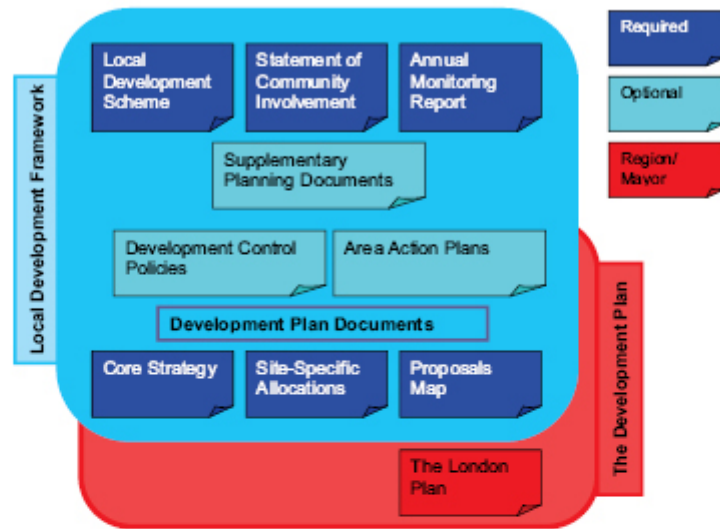 Local
Development
Scheme
Statement of
Community
Involvement
Annual
Monitoring
Report
Required
Optional
Region/
Mayor
Local Development Framework
Supplementary
Planning Documents
Development Control
Policies
Area Action Plans
Development Plan Documents
Core Strategy
Site-Specific
Allocations
Proposals
Map
The London
Plan
The Development Plan